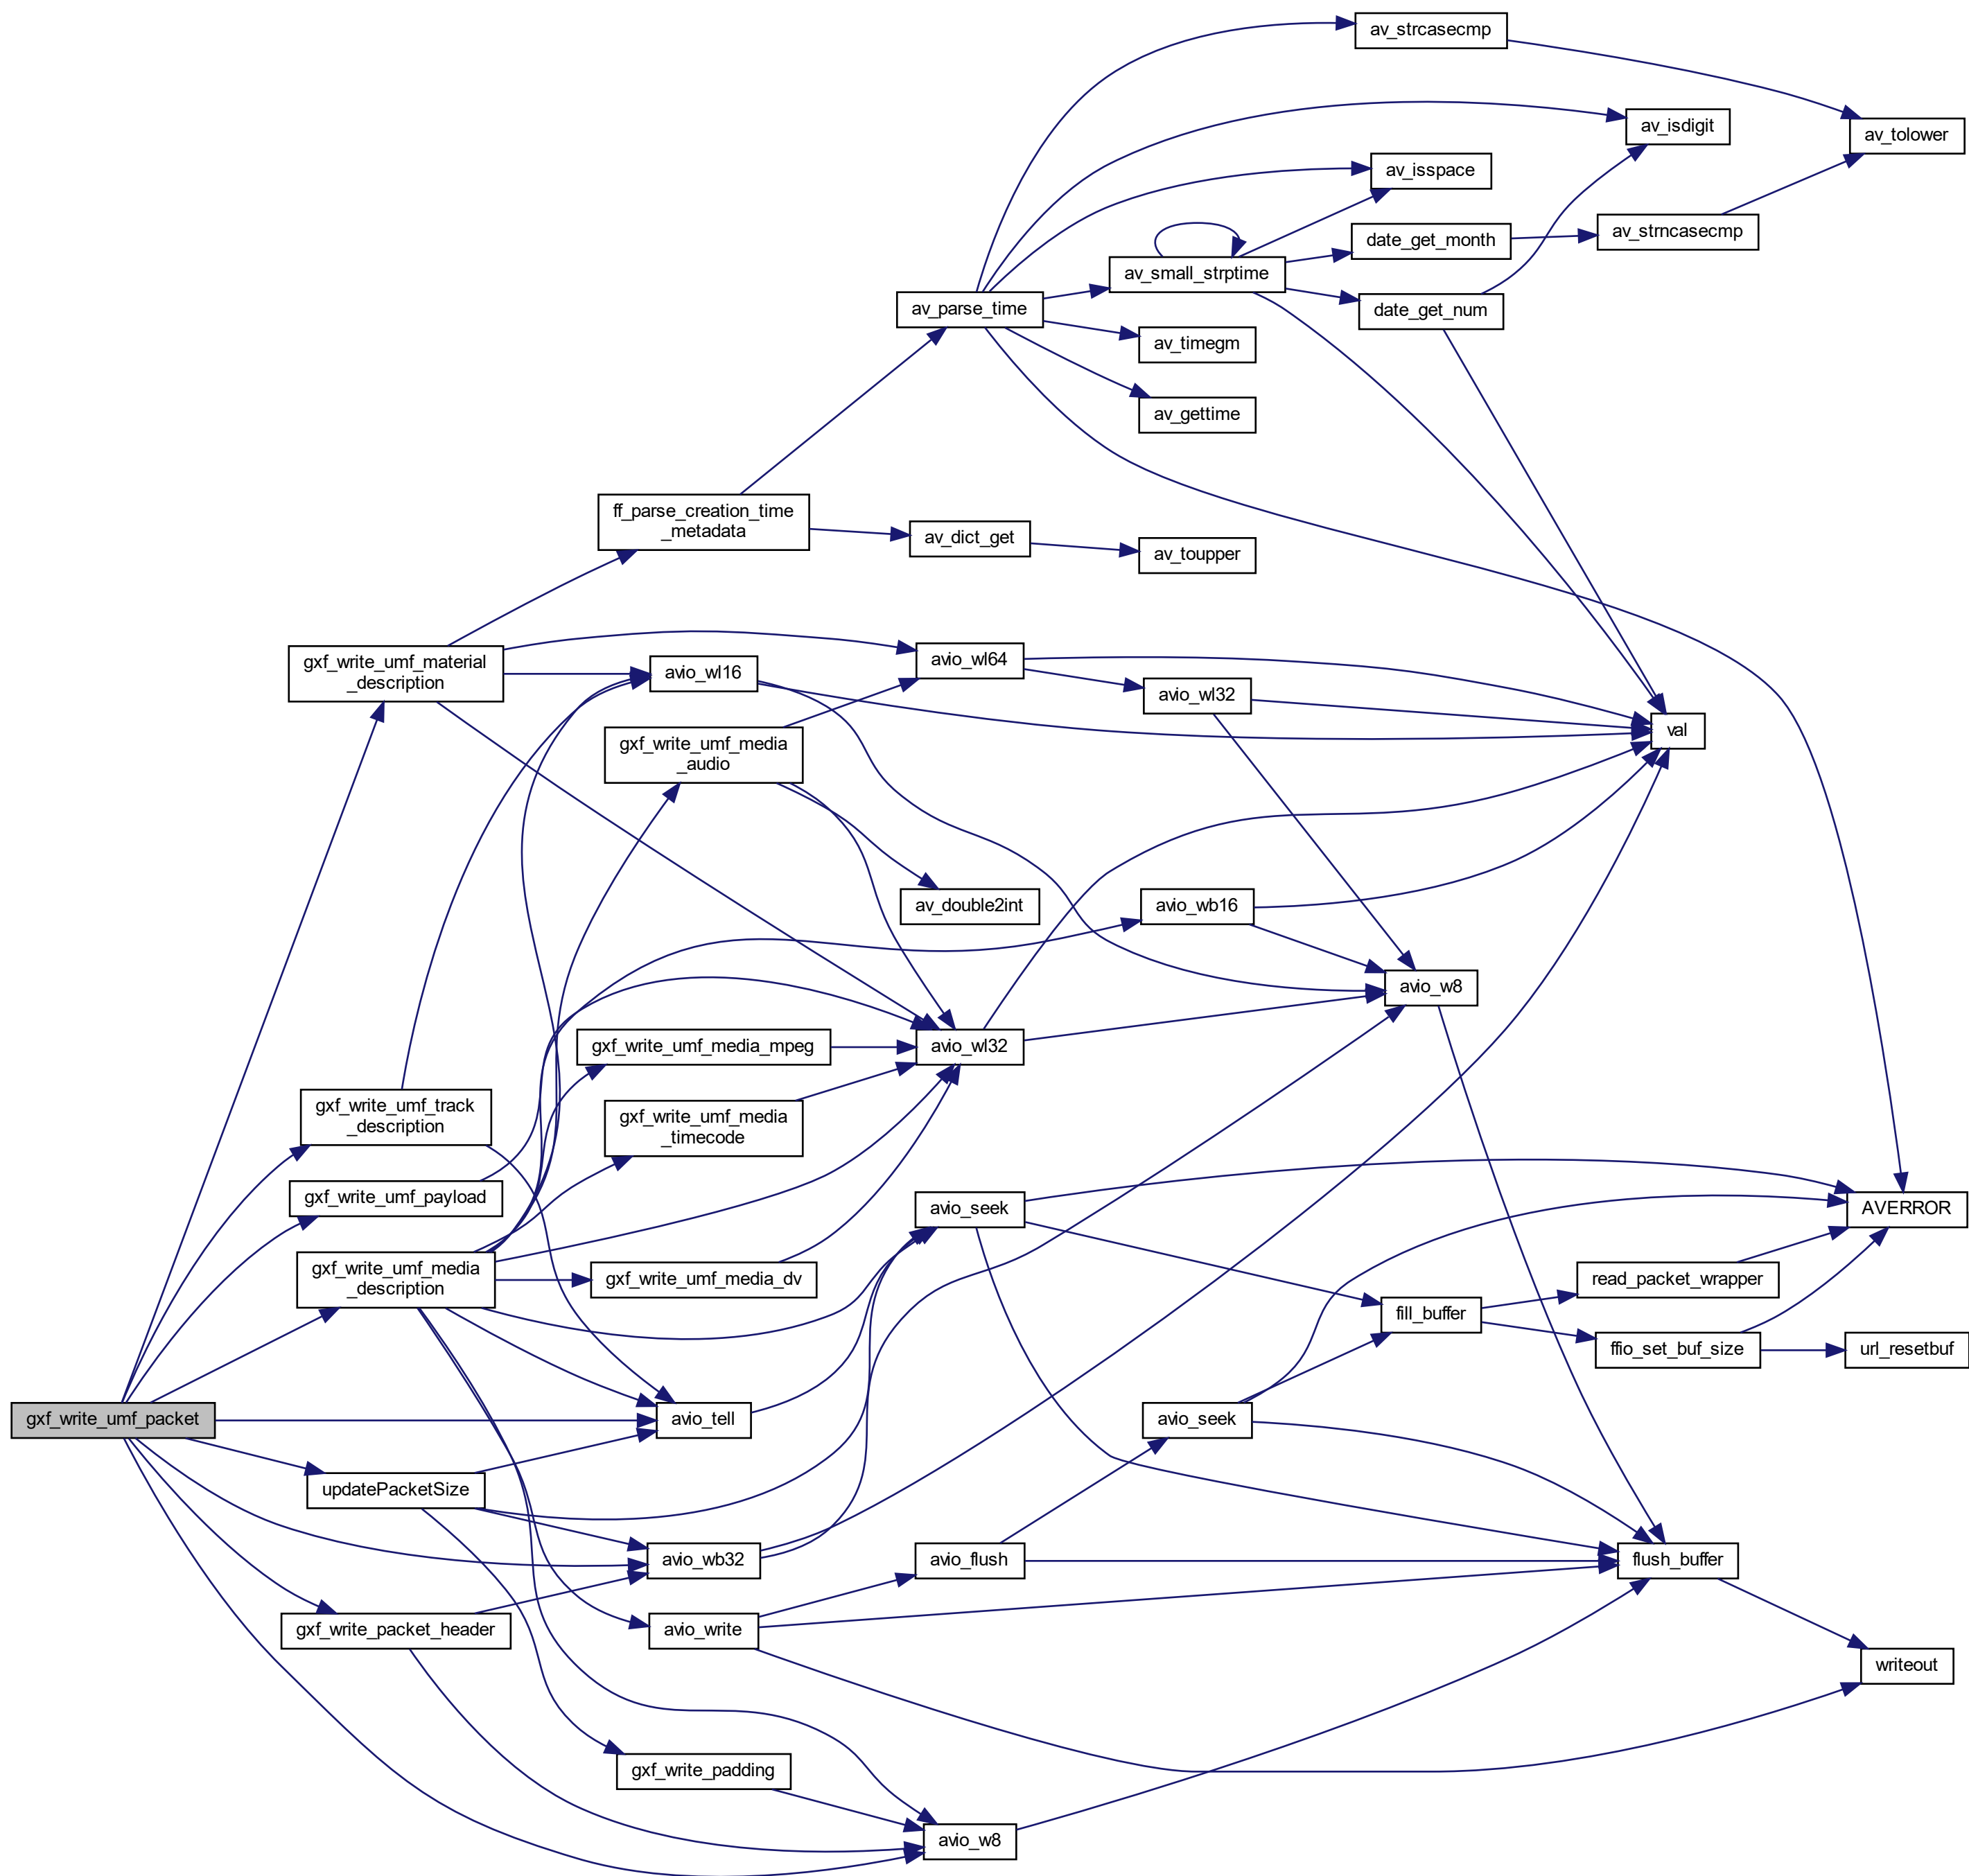 av_strcasecmp
av_isdigit
av_tolower
av_isspace
av_strncasecmp
date_get_month
av_small_strptime
av_parse_time
date_get_num
av_timegm
av_gettime
ff_parse_creation_time
_metadata
av_dict_get
av_toupper
gxf_write_umf_material
_description
avio_wl16
avio_wl64
avio_wl32
val
gxf_write_umf_media
_audio
av_double2int
avio_wb16
avio_w8
gxf_write_umf_media_mpeg
avio_wl32
gxf_write_umf_track
_description
gxf_write_umf_media
_timecode
gxf_write_umf_payload
avio_seek
AVERROR
gxf_write_umf_media
_description
gxf_write_umf_media_dv
read_packet_wrapper
fill_buffer
ffio_set_buf_size
url_resetbuf
gxf_write_umf_packet
avio_tell
avio_seek
updatePacketSize
avio_wb32
avio_flush
flush_buffer
gxf_write_packet_header
avio_write
writeout
gxf_write_padding
avio_w8